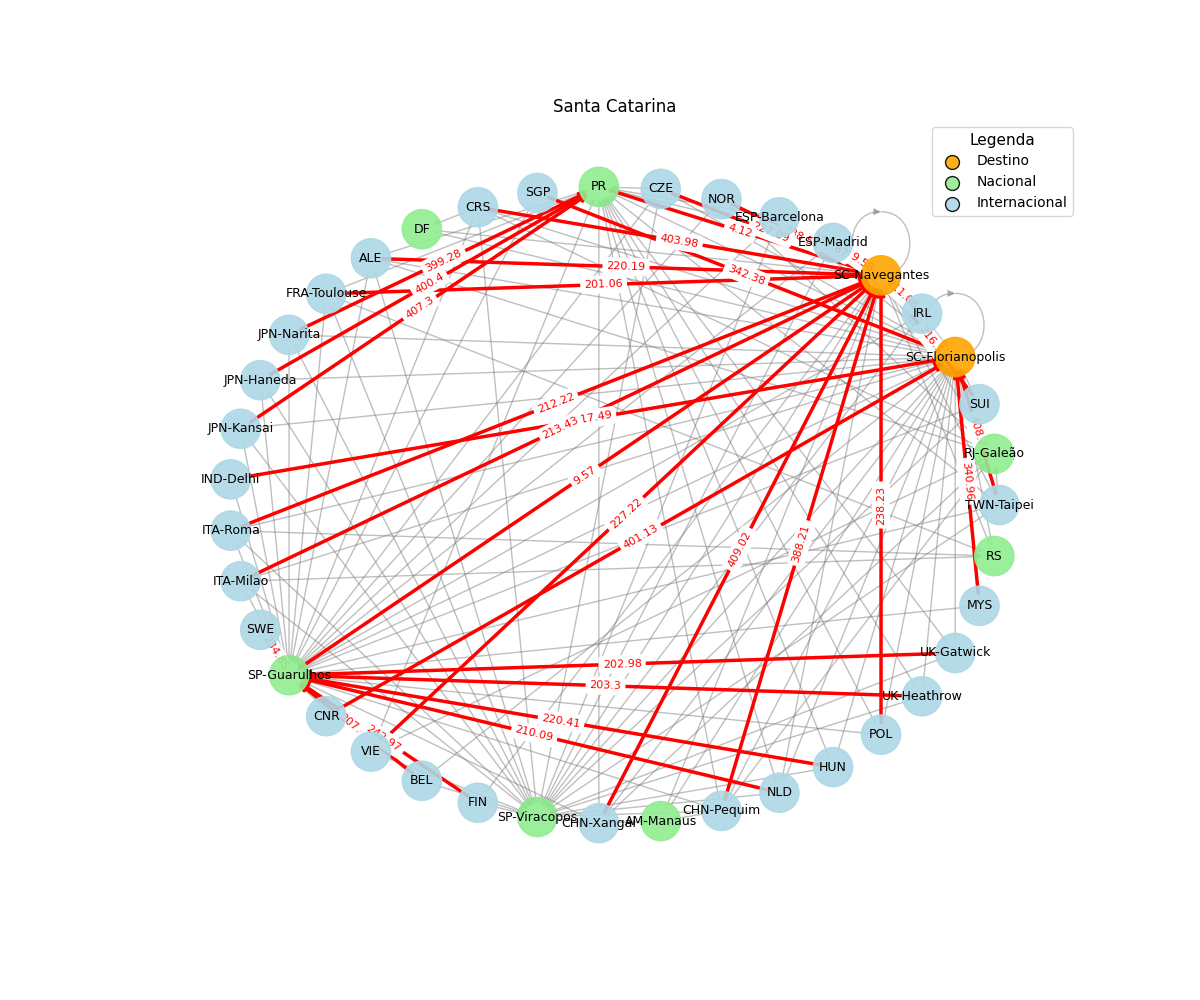 Santa Catarina
Legenda
Destino
Nacional
Internacional
PR
CZE
SGP
NOR
CRS
ESP-Barcelona
DF
ESP-Madrid
ALE
SC-Navegantes
FRA-Toulouse
IRL
JPN-Narita
SC-Florianopolis
JPN-Haneda
SUI
JPN-Kansai
RJ-Galeão
IND-Delhi
TWN-Taipei
ITA-Roma
RS
ITA-Milao
MYS
SWE
UK-Gatwick
SP-Guarulhos
UK-Heathrow
CNR
POL
VIE
HUN
BEL
NLD
FIN
CHN-Pequim
SP-Viracopos
CHN-Xangai
AM-Manaus
4.12
403.98
399.28
220.19
342.38
400.4
201.06
407.3
212.22
213.43
9.57
340.96
227.22
238.23
401.13
409.02
388.21
202.98
203.3
220.41
210.09